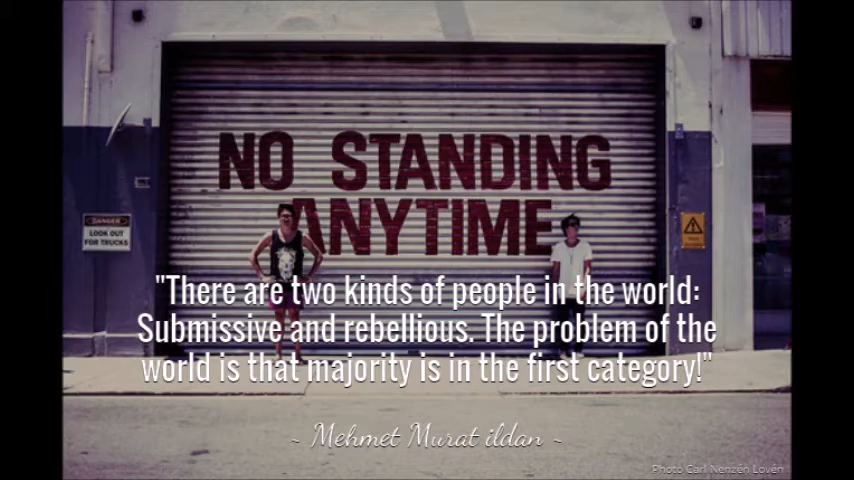 NO STANDING
ANYTIME
DANGER
LOOK OUT
FOR TRUCKS
"There are two kinds of people in the world:
Submissive and rebellious. The problem of the
world is that majority is in the first category!"
~ Mehmet Murat ildan ~
Photo Carl Nenzén Lovén